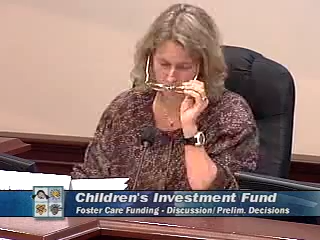 Children's Investment Fund
Foster Care Funding - Discussion/Prelim. Decisions